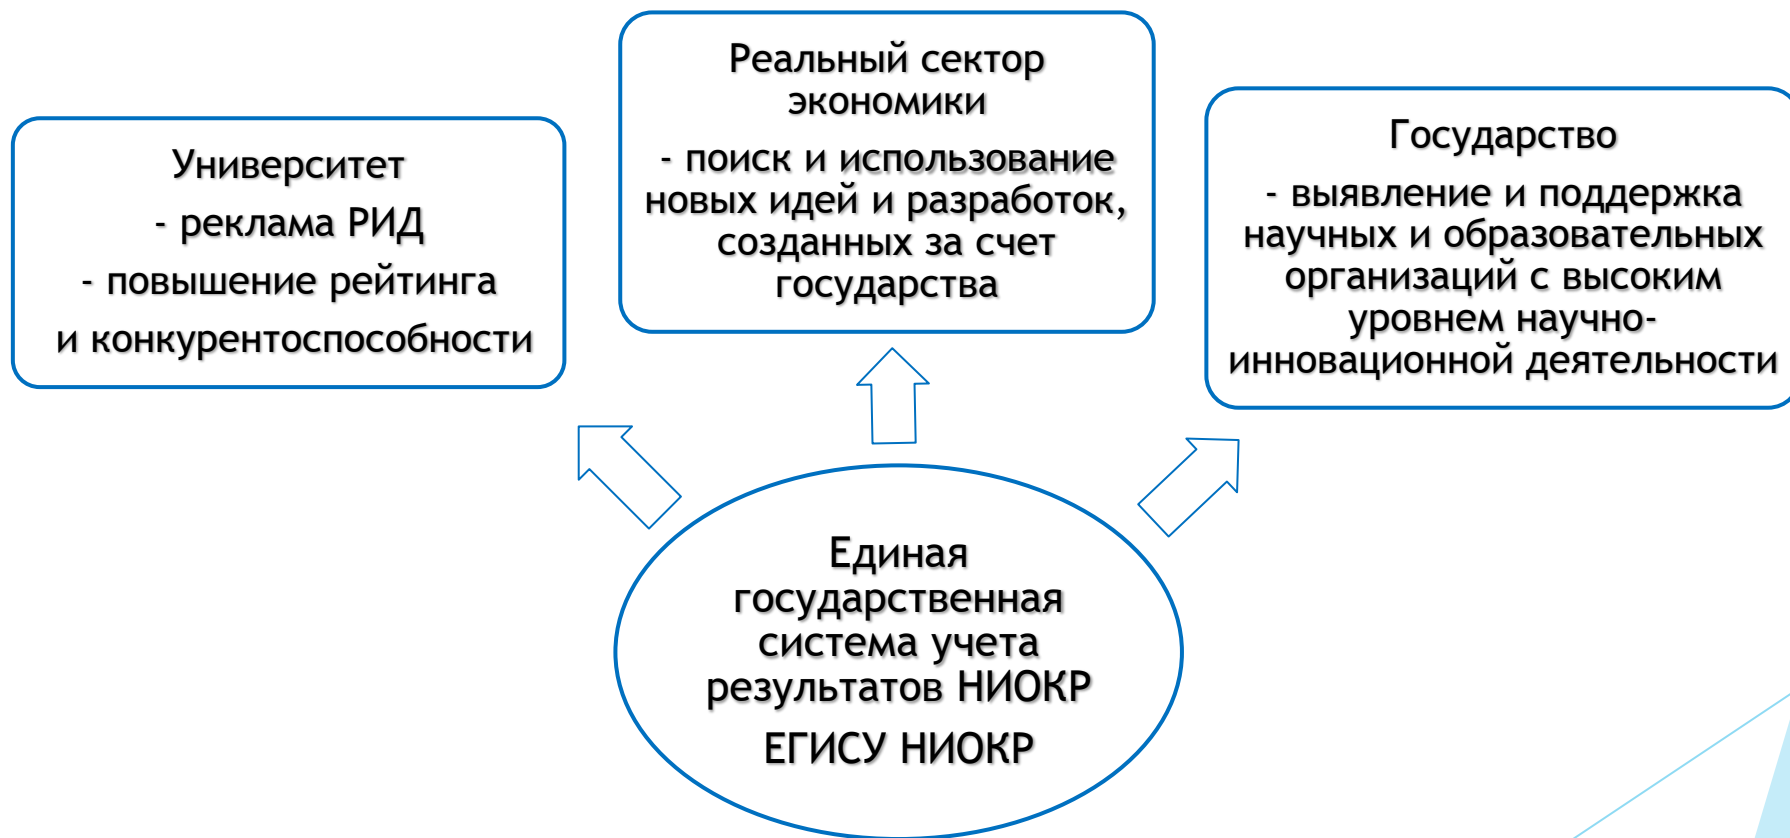 Университет
- реклама РИД
- повышение рейтинга
и конкурентоспособности
Реальный сектор
экономики
- поиск и использование
новых идей и разработок,
созданных за счет
государства
Государство
- выявление и поддержка
научных и образовательных
организаций с высоким
уровнем научно-
инновационной деятельности
Единая
государственная
система учета
результатов НИОКР
ЕГИСУ НИОКР